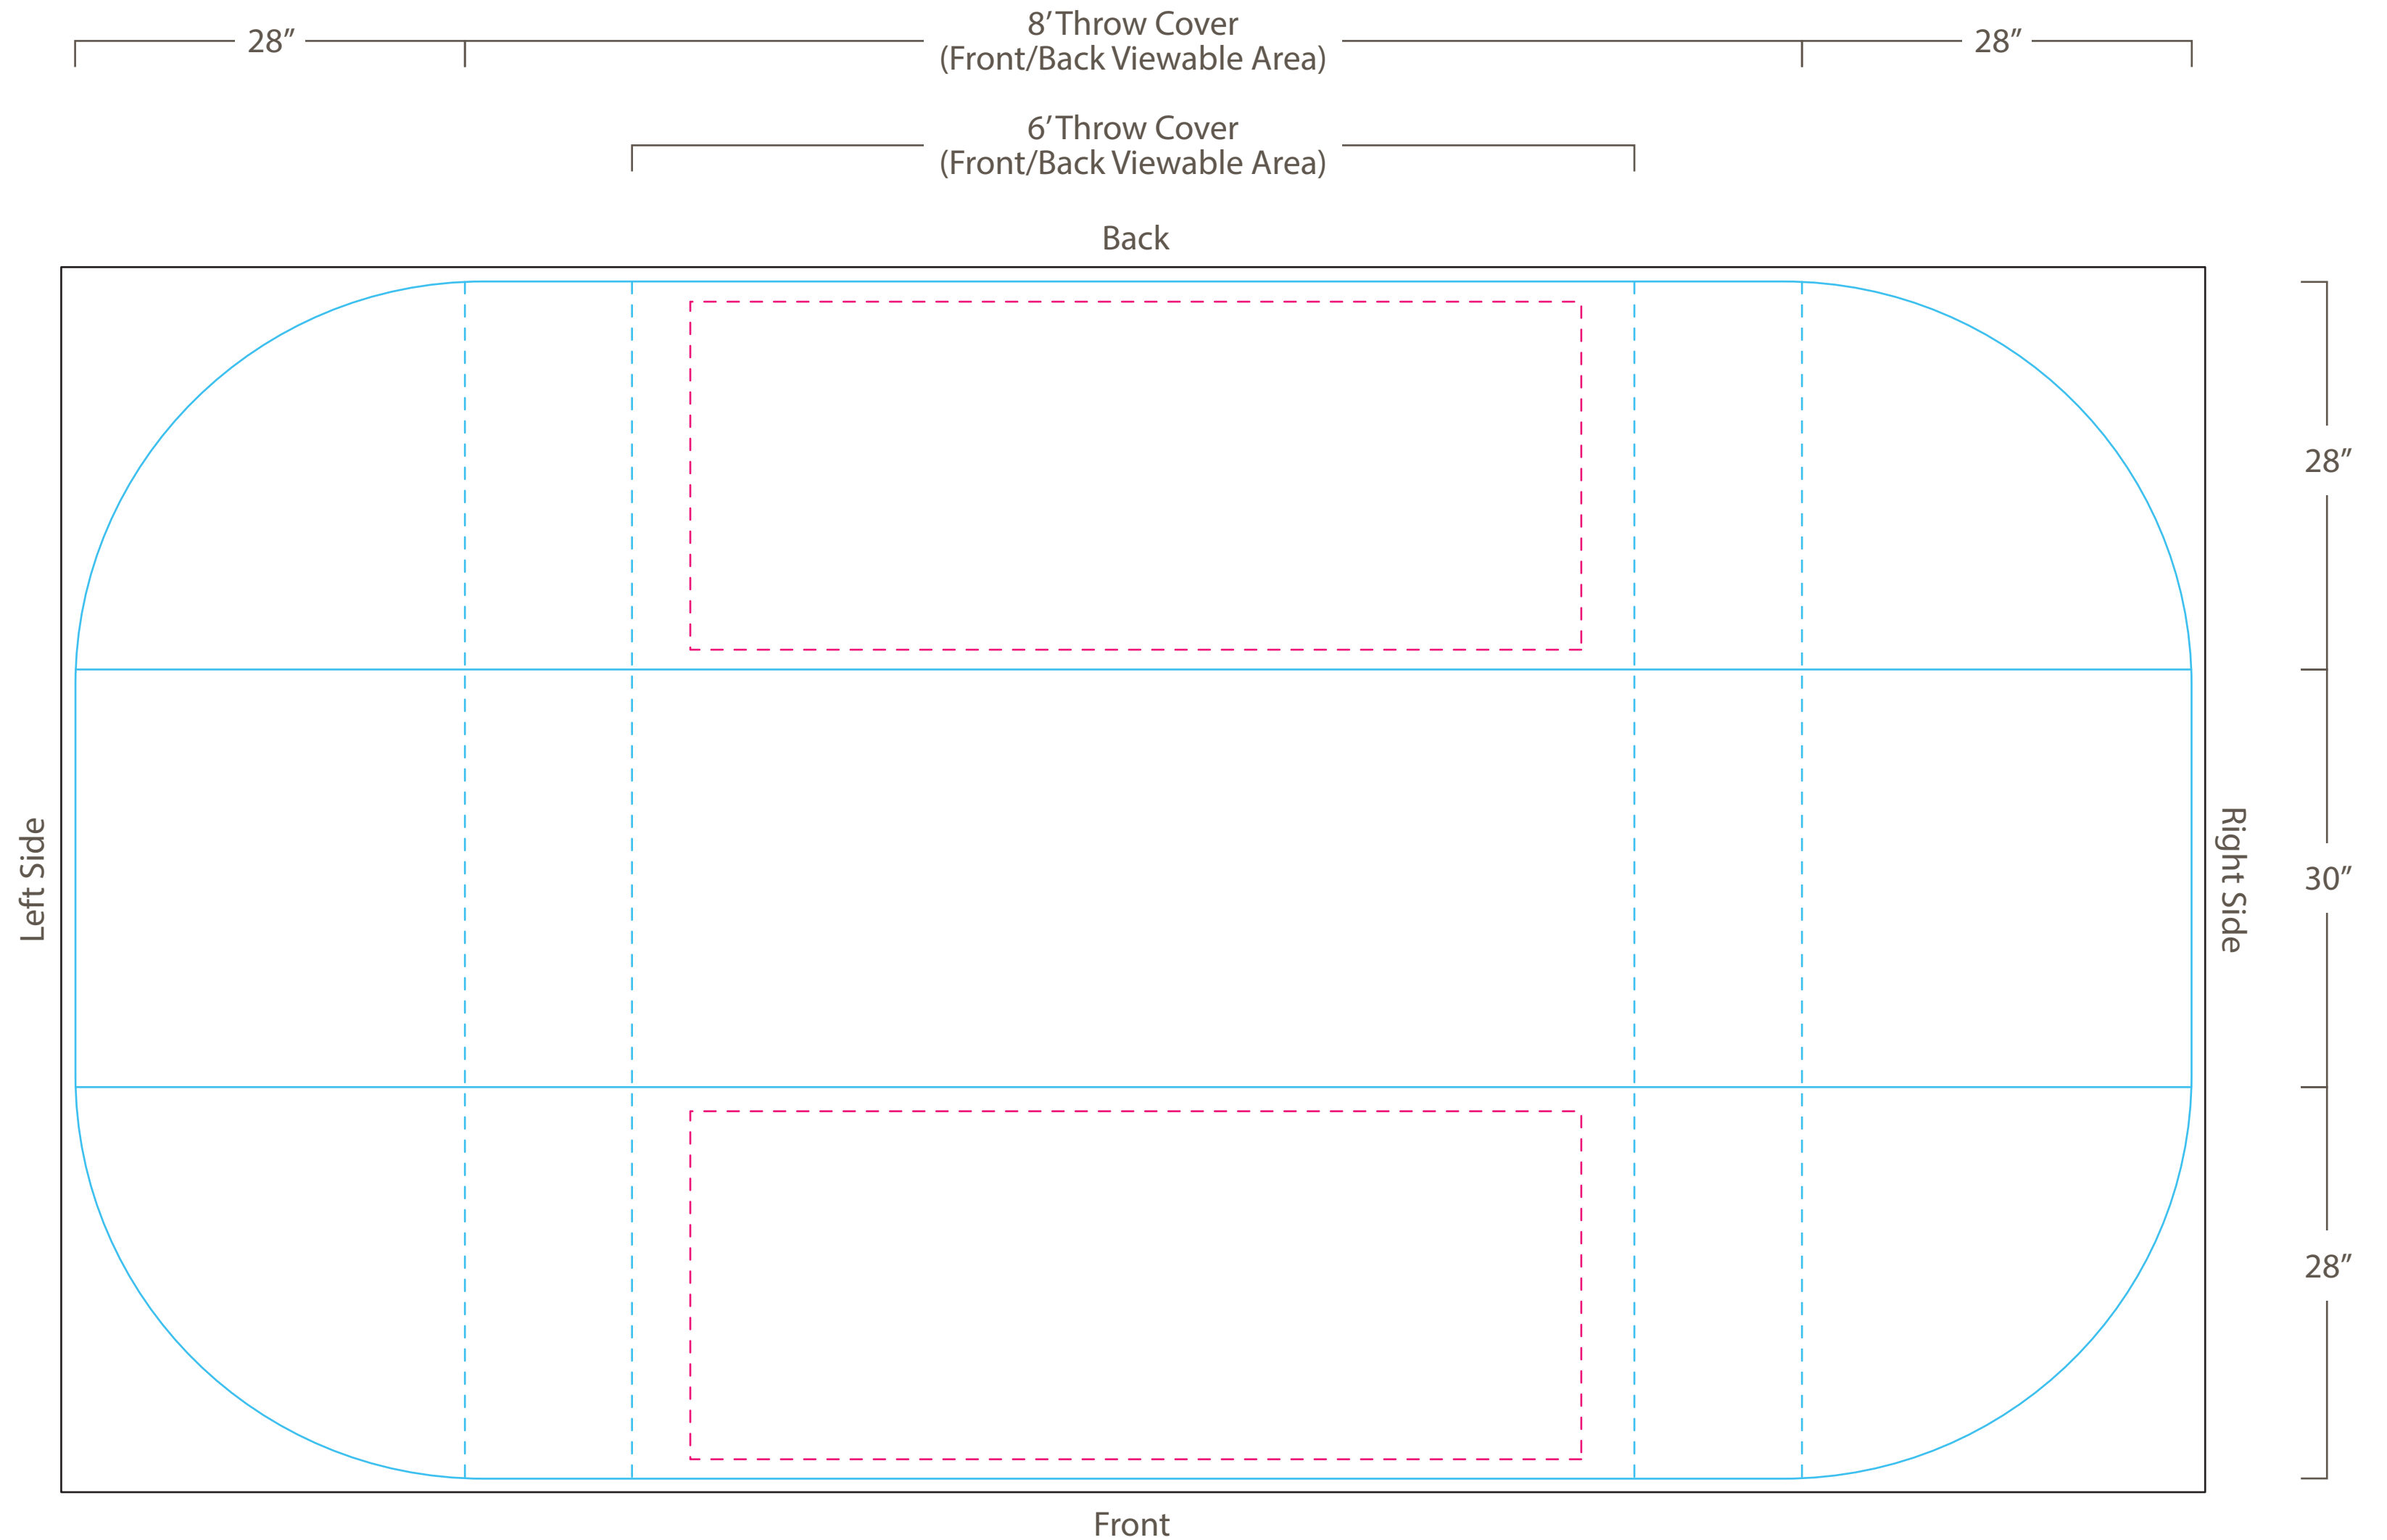 28”
8’ Throw Cover
(Front/Back Viewable Area)
28”
6’ Throw Cover
(Front/Back Viewable Area)
Back
28”
Left Side
Right Side
30”
28”
Front